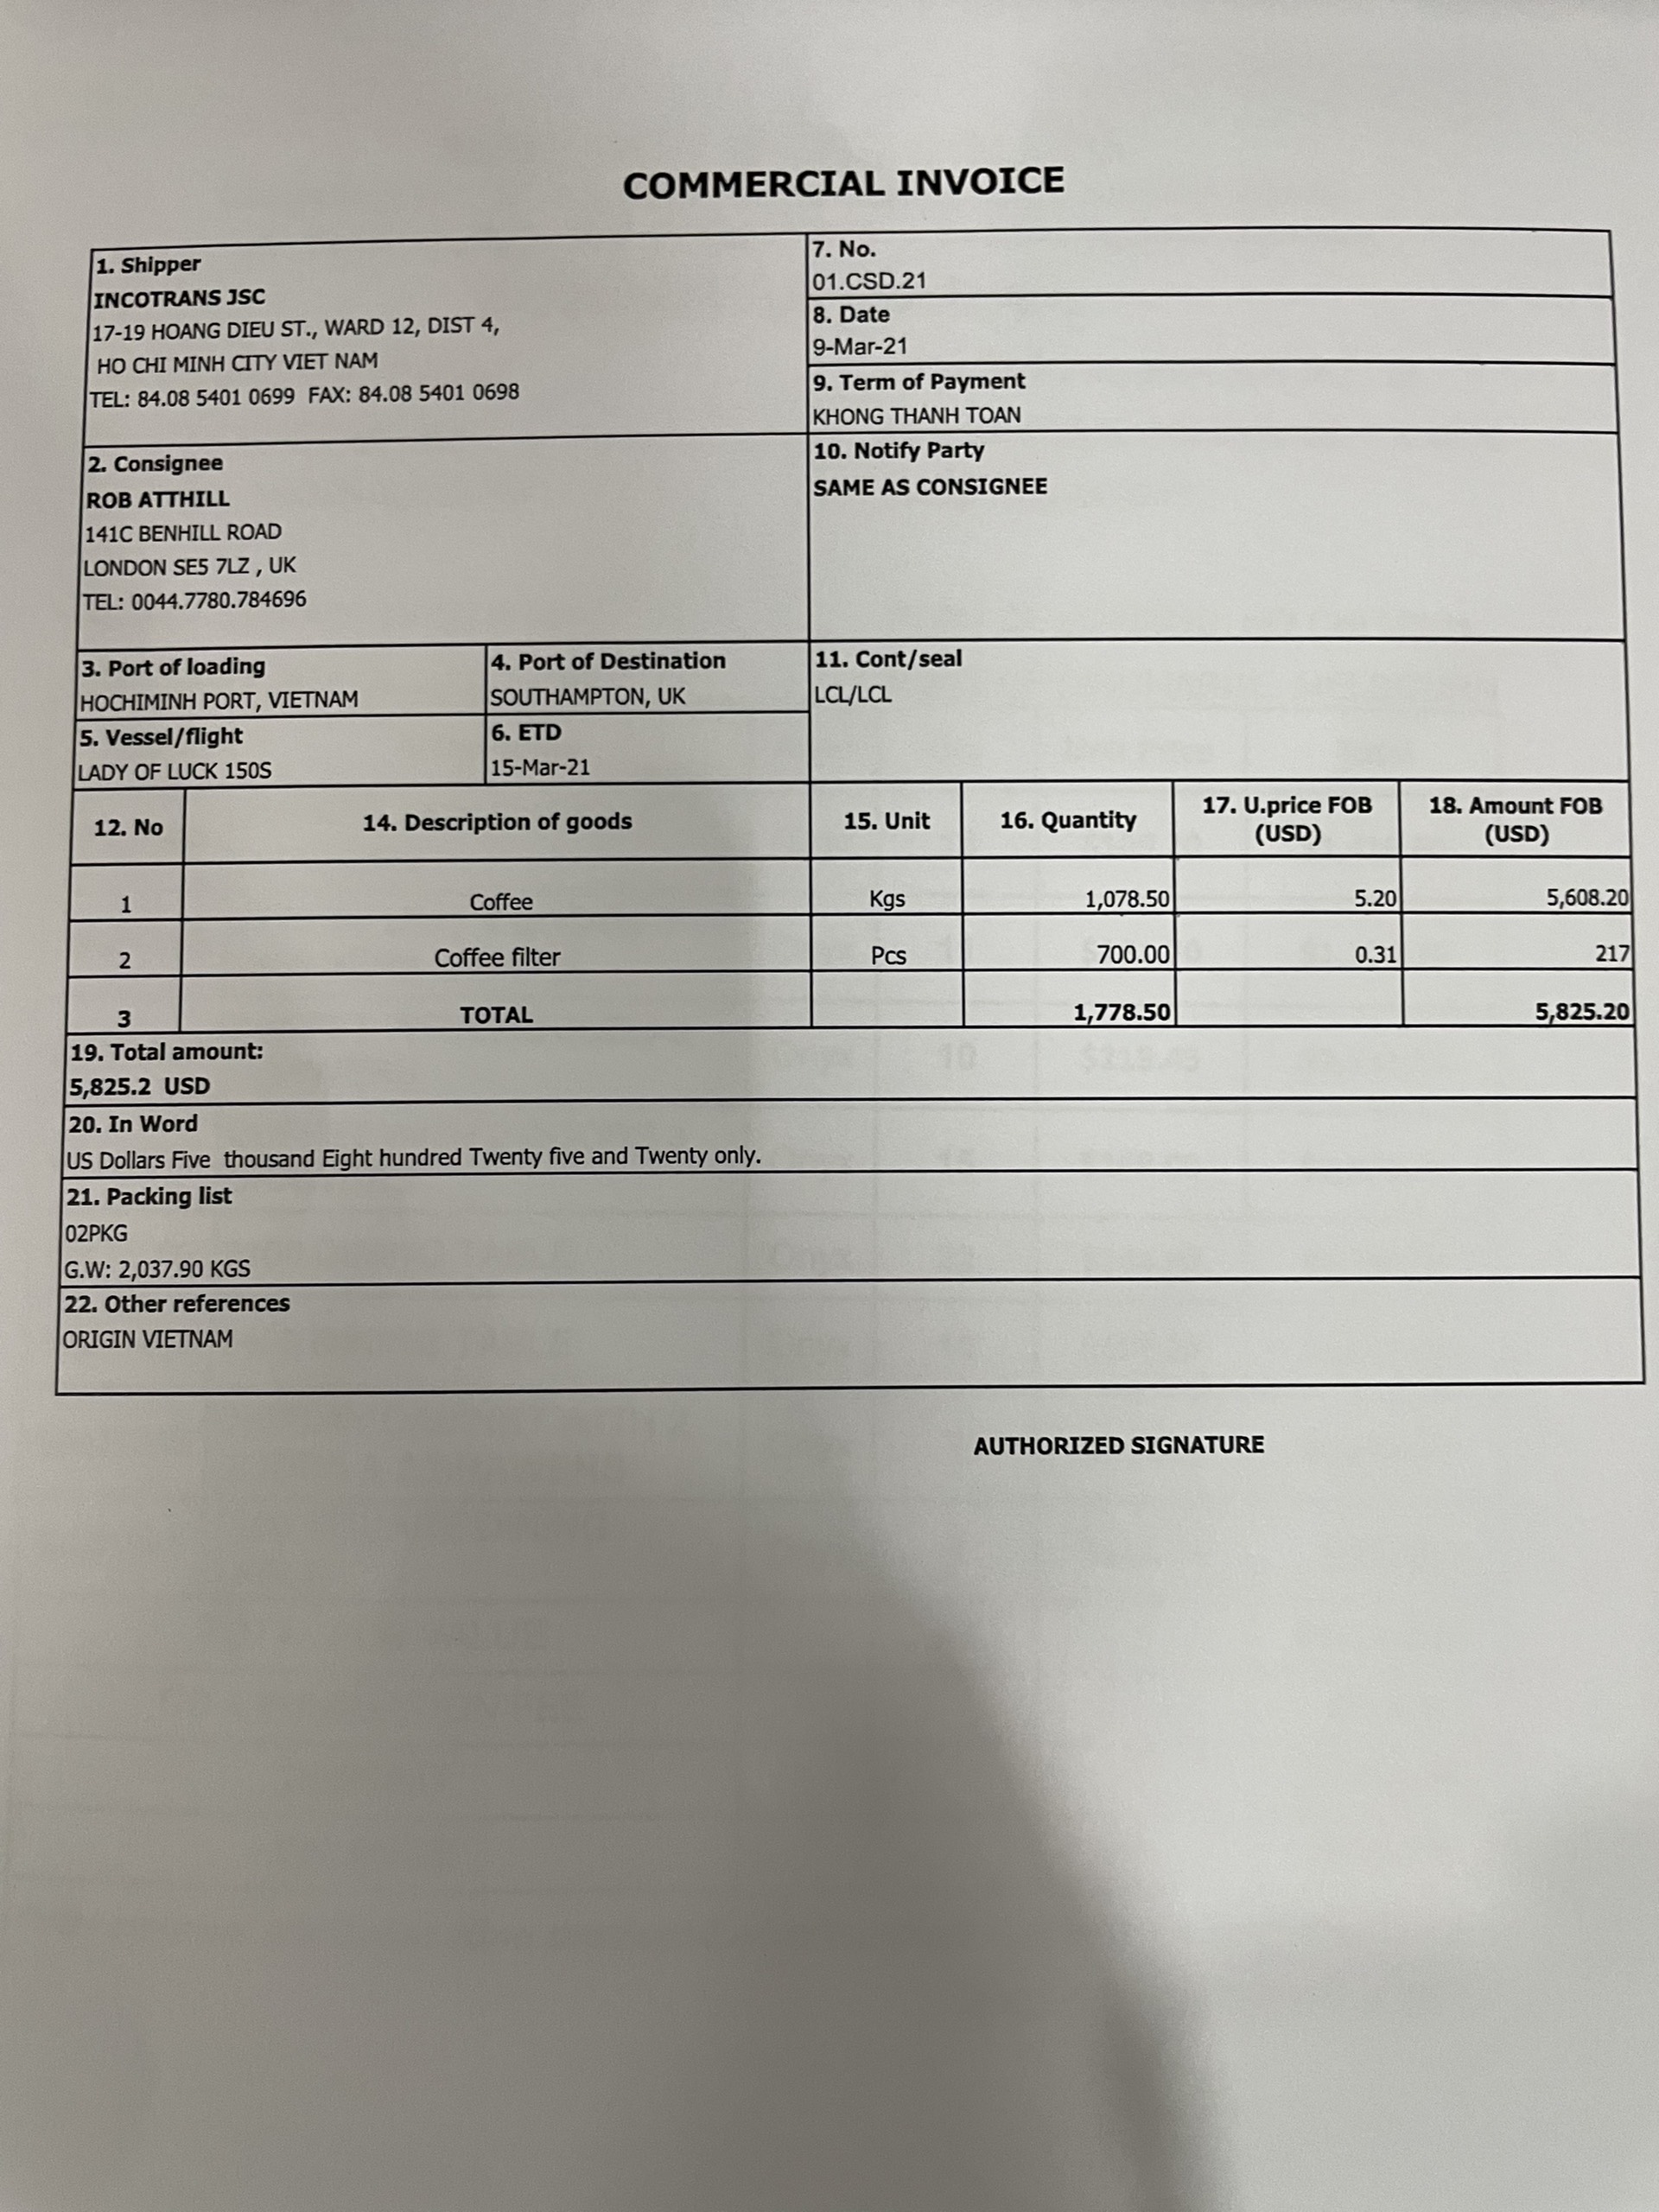 COMMERCIAL INVOICE
1. Shipper
INCOTRANS JSC
17-19 HOANG DIEU ST., WARD 12, DIST 4,
HO CHI MINH CITY VIET NAM
TEL: 84.08 5401 0699 FAX: 84.08 5401 0698
7. No.
01.CSD.21
8. Date
9-Mar-21
9. Term of Payment
KHONG THANH TOAN
2. Consignee
ROB ATTHILL
141C BENHILL ROAD
LONDON SE5 7LZ , UK
TEL: 0044.7780.784696
10. Notify Party
SAME AS CONSIGNEE
3. Port of loading
HOCHIMINH PORT, VIETNAM
4. Port of Destination
SOUTHAMPTON, UK
11. Cont/seal
LCL/LCL
5. Vessel/flight
LADY OF LUCK 150S
6. ETD
15-Mar-21
12. No 14. Description of goods 15. Unit 16. Quantity 17. U.price FOB (USD) 18. Amount FOB (USD)
1 Coffee Kgs 1,078.50 5.20 5,608.20
2 Coffee filter Pcs 700.00 0.31 217
3 TOTAL 1,778.50 5,825.20
19. Total amount:
5,825.2 USD
20. In Word
US Dollars Five thousand Eight hundred Twenty five and Twenty only.
21. Packing list
02PKG
G.W: 2,037.90 KGS
22. Other references
ORIGIN VIETNAM
AUTHORIZED SIGNATURE